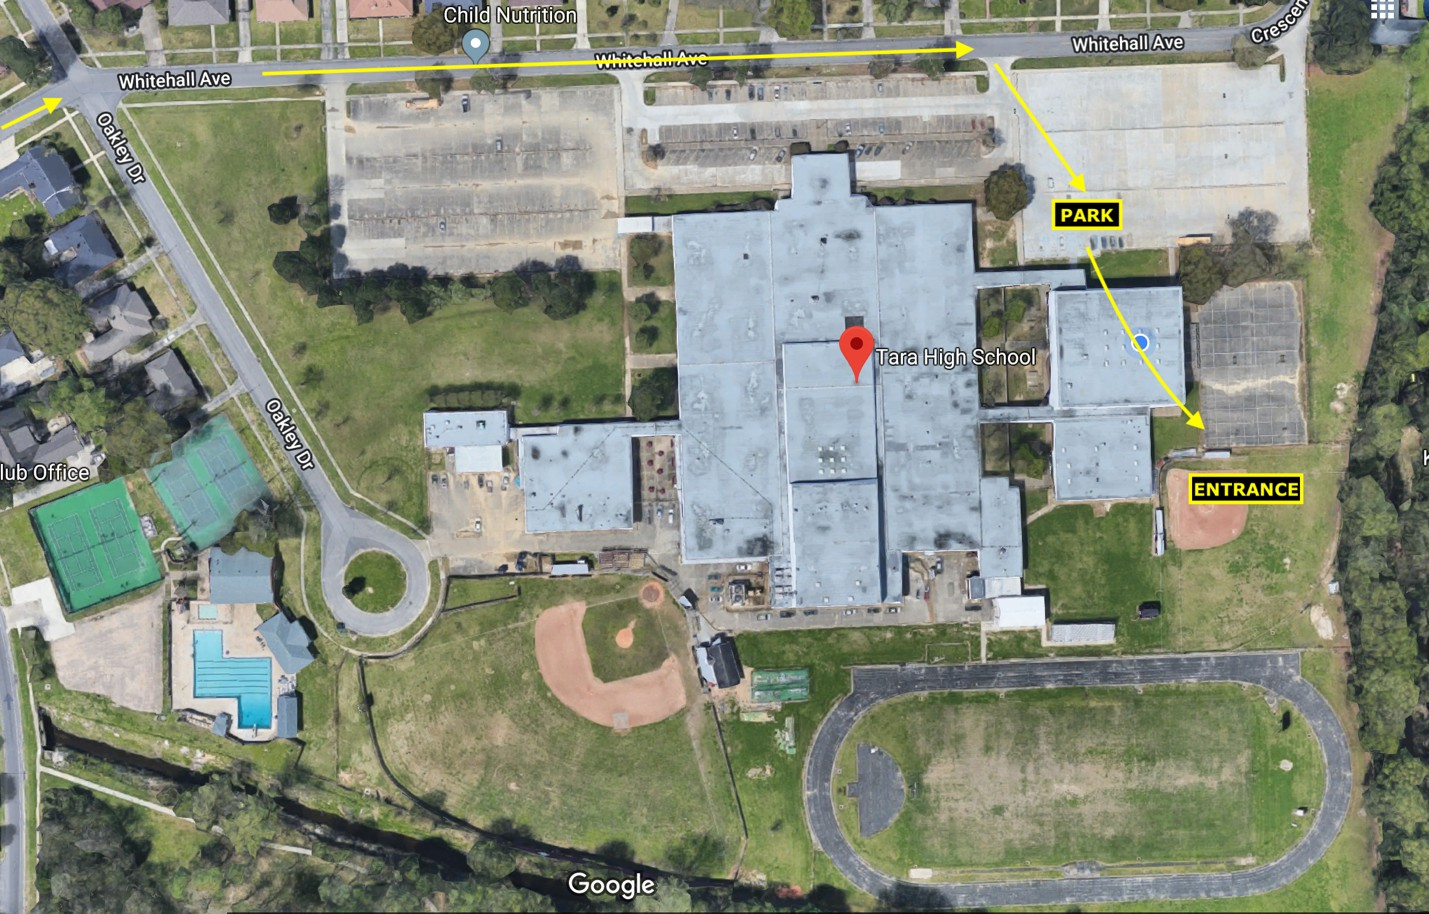 Child Nutrition
Whitehall Ave
Whitehall Ave
Whitehall Ave
Crescen
Oakley Dr
PARK
Tara High School
Oakley Dr
lub Office
K
ENTRANCE
Google